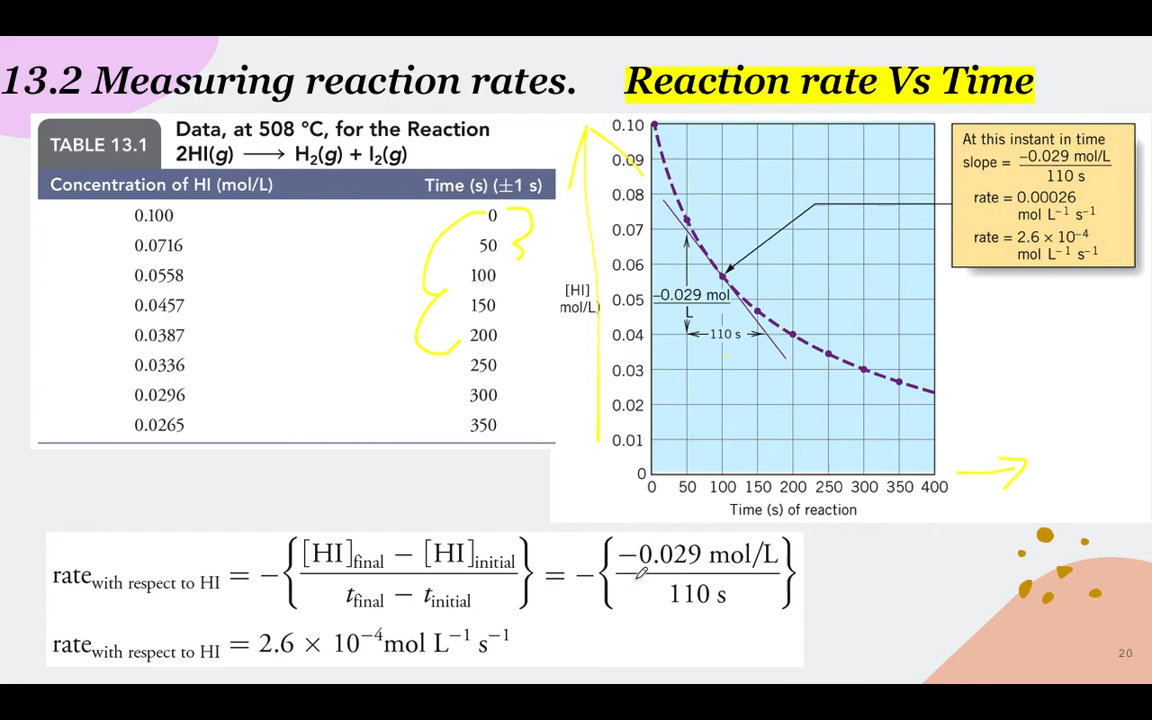 13.2 Measuring reaction rates. Reaction rate Vs Time
TABLE 13.1
Data, at 508 °C, for the Reaction
2HI(g) ⟶ H₂(g) + I₂(g)
Concentration of HI (mol/L) Time (s) (±1 s)
0.100 0
0.0716 50
0.0558 100
0.0457 150
0.0387 200
0.0336 250
0.0296 300
0.0265 350
[HI]
mol/L)
0.10
0.09
0.08
0.07
0.06
0.05
0.04
0.03
0.02
0.01
0
−0.029 mol
L
110 s
0 50 100 150 200 250 300 350 400
Time (s) of reaction
At this instant in time
slope = −0.029 mol/L
110 s
rate = 0.00026
mol L⁻¹ s⁻¹
rate = 2.6 × 10⁻⁴
mol L⁻¹ s⁻¹
rate with respect to HI = −{[HI]final − [HI]initial / tfinal − tinitial} = −{−0.029 mol/L / 110 s}
rate with respect to HI = 2.6 × 10⁻⁴ mol L⁻¹ s⁻¹
20